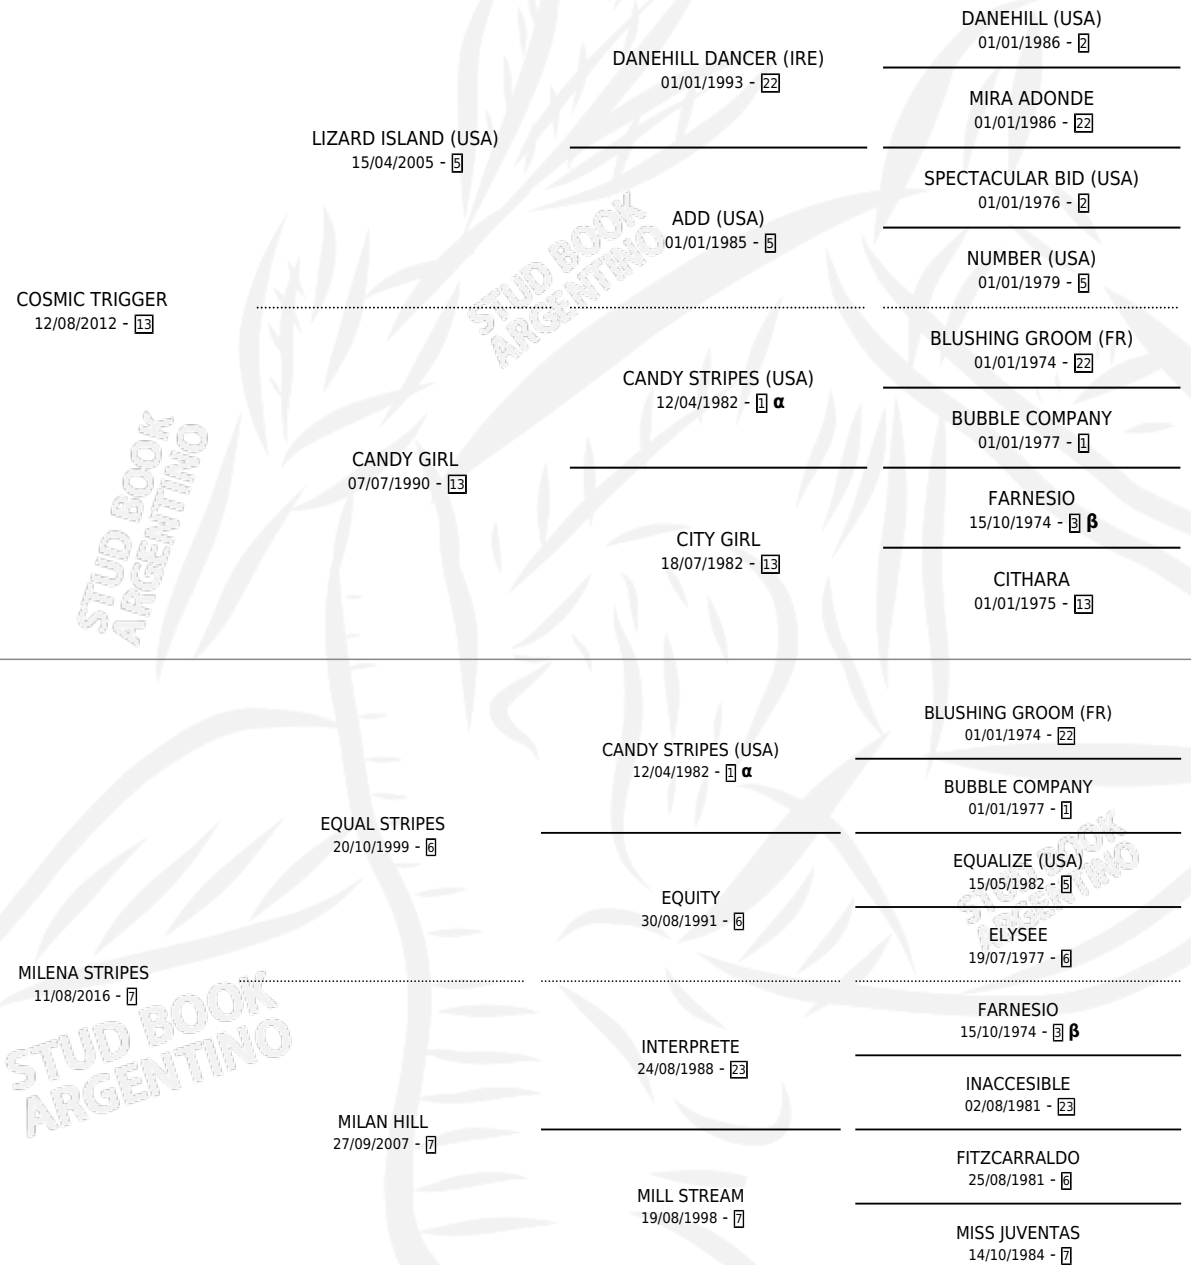 DANEHILL (USA)
01/01/1986 - 2
DANEHILL DANCER (IRE)
01/01/1993 - 22
MIRA ADONDE
01/01/1986 - 22
LIZARD ISLAND (USA)
15/04/2005 - 5
SPECTACULAR BID (USA)
01/01/1976 - 2
ADD (USA)
01/01/1985 - 5
NUMBER (USA)
01/01/1979 - 5
STUD BOOK
ARGENTINO
COSMIC TRIGGER
12/08/2012 - 13
BLUSHING GROOM (FR)
01/01/1974 - 22
CANDY STRIPES (USA)
12/04/1982 - 1 α
BUBBLE COMPANY
01/01/1977 - 1
CANDY GIRL
07/07/1990 - 13
FARNESIO
15/10/1974 - 3 β
CITY GIRL
18/07/1982 - 13
CITHARA
01/01/1975 - 13
STUD BOOK
ARGENTINO
BLUSHING GROOM (FR)
01/01/1974 - 22
CANDY STRIPES (USA)
12/04/1982 - 1 α
BUBBLE COMPANY
01/01/1977 - 1
EQUAL STRIPES
20/10/1999 - 6
EQUALIZE (USA)
15/05/1982 - 5
EQUITY
30/08/1991 - 6
ELYSEE
19/07/1977 - 6
STUD BOOK
ARGENTINO
MILENA STRIPES
11/08/2016 - 7
FARNESIO
15/10/1974 - 3 β
INTERPRETE
24/08/1988 - 23
INACCESIBLE
02/08/1981 - 23
STUD BOOK
ARGENTINO
MILAN HILL
27/09/2007 - 7
FITZCARRALDO
25/08/1981 - 6
MILL STREAM
19/08/1998 - 7
MISS JUVENTAS
14/10/1984 - 7